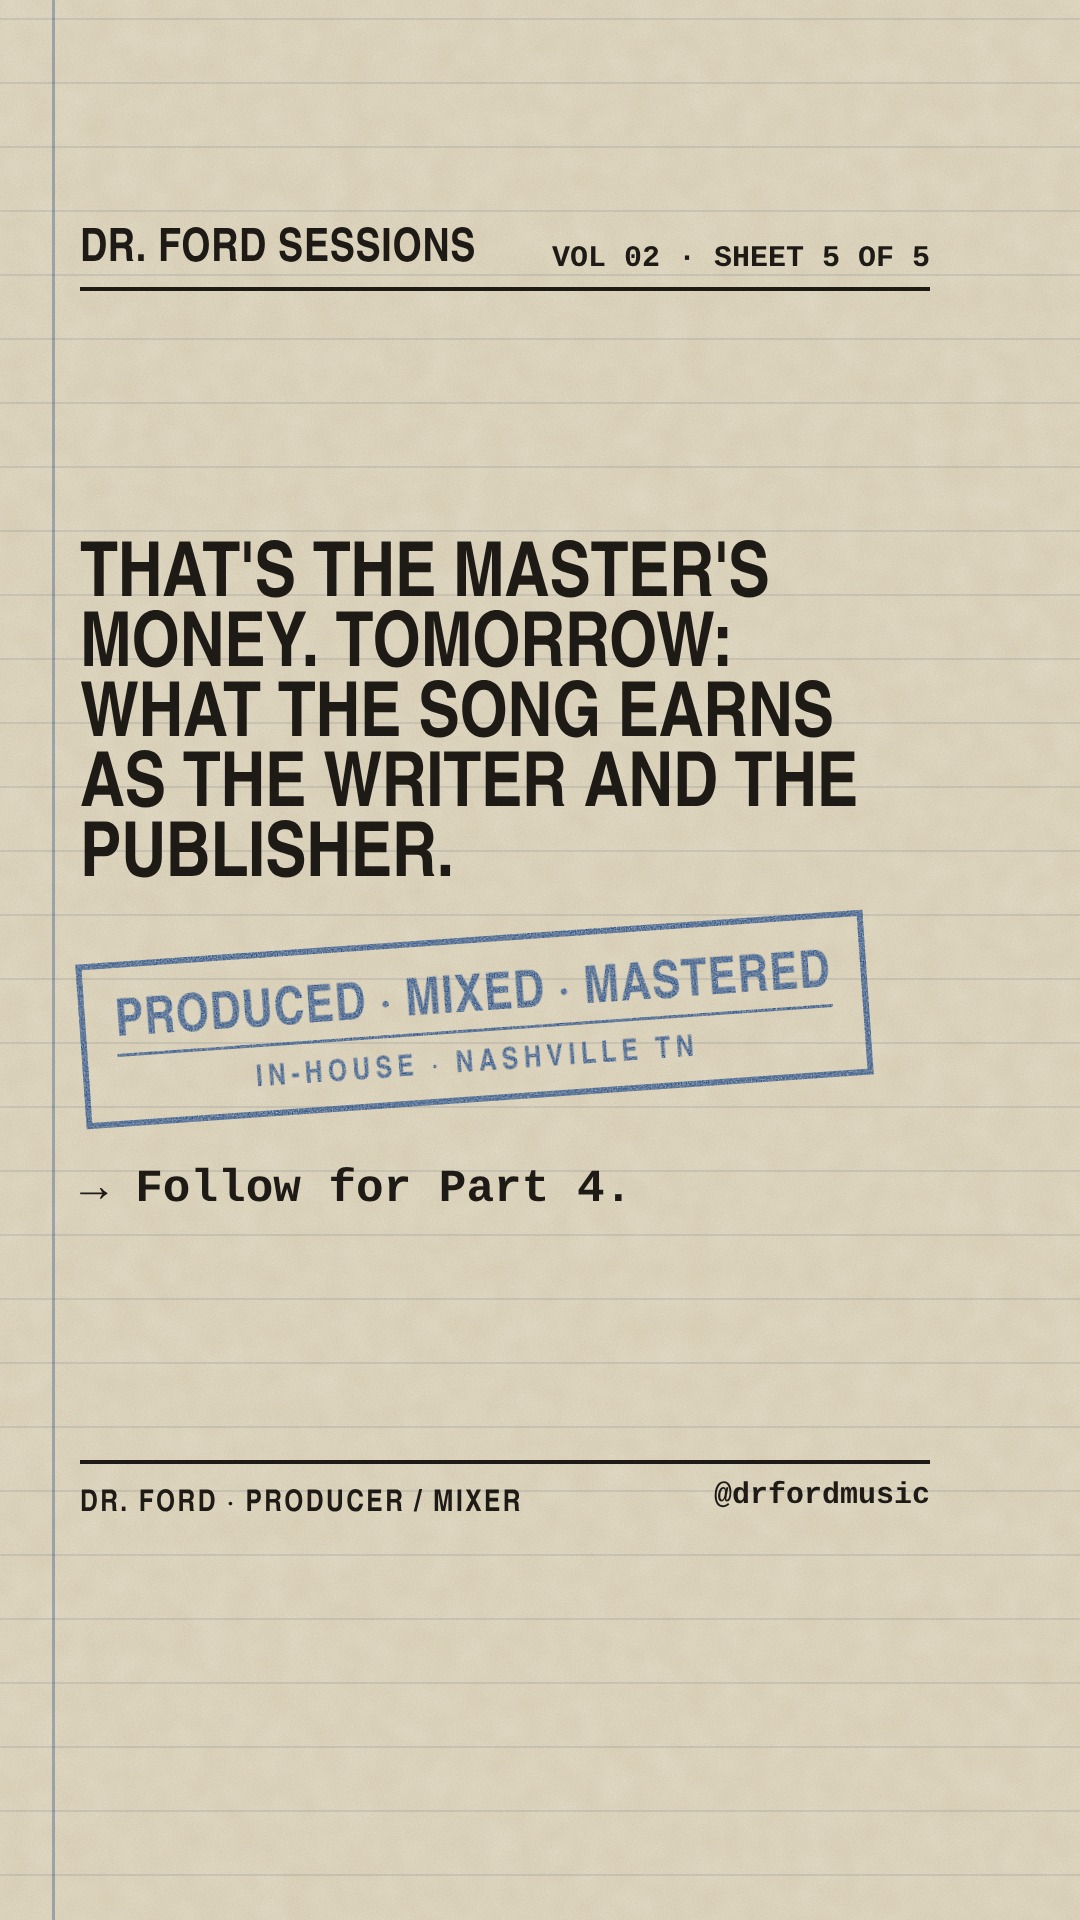 DR. FORD SESSIONS
VOL 02 · SHEET 5 OF 5
THAT'S THE MASTER'S
MONEY. TOMORROW:
WHAT THE SONG EARNS
AS THE WRITER AND THE
PUBLISHER.
PRODUCED · MIXED · MASTERED
IN-HOUSE · NASHVILLE TN
→ Follow for Part 4.
DR. FORD · PRODUCER / MIXER
@drfordmusic